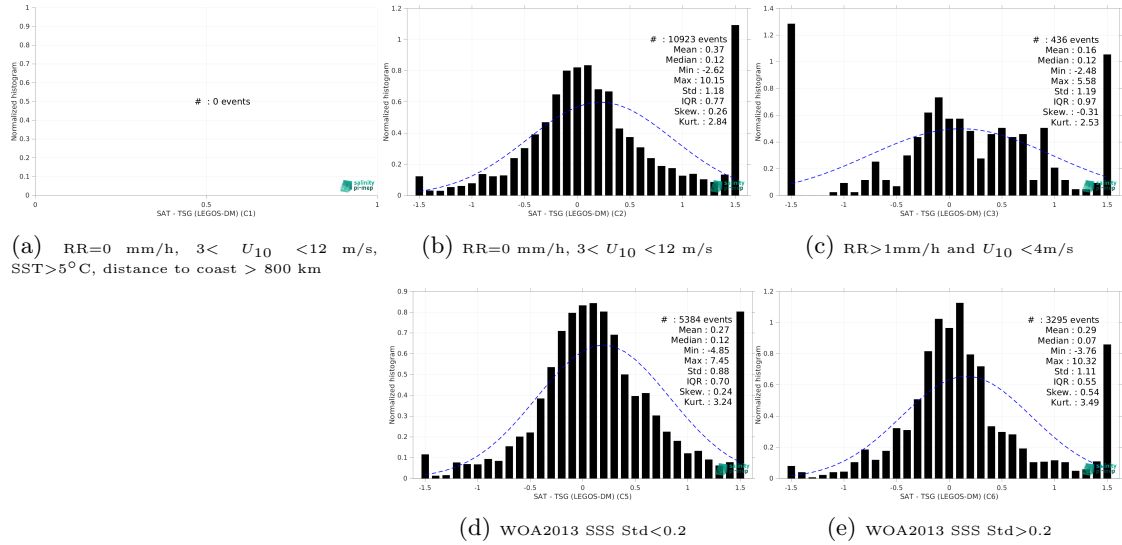 1
0.9
0.8
0.7
0.6
0.5
0.4
0.3
0.2
0.1
0
Normalized histogram
# : 0 events
salinity
pi-mep
0 0.5 1
SAT - TSG (LEGOS-DM) (C1)
(a) RR=0 mm/h, 3< U10 <12 m/s,
SST>5°C, distance to coast > 800 km
1.2
1
0.8
0.6
0.4
0.2
0
Normalized histogram
# : 10923 events
Mean : 0.37
Median : 0.12
Min : -2.62
Max : 10.15
Std : 1.18
IQR : 0.77
Skew. : 0.26
Kurt. : 2.84
salinity
pi-mep
-1.5 -1 -0.5 0 0.5 1 1.5
SAT - TSG (LEGOS-DM) (C2)
(b) RR=0 mm/h, 3< U10 <12 m/s
1.4
1.2
1
0.8
0.6
0.4
0.2
0
Normalized histogram
# : 436 events
Mean : 0.16
Median : 0.12
Min : -2.48
Max : 5.58
Std : 1.19
IQR : 0.97
Skew. : -0.31
Kurt. : 2.53
salinity
pi-mep
-1.5 -1 -0.5 0 0.5 1 1.5
SAT - TSG (LEGOS-DM) (C3)
(c) RR>1mm/h and U10 <4m/s
0.9
0.8
0.7
0.6
0.5
0.4
0.3
0.2
0.1
0
Normalized histogram
# : 5384 events
Mean : 0.27
Median : 0.12
Min : -4.85
Max : 7.45
Std : 0.88
IQR : 0.70
Skew. : 0.24
Kurt. : 3.24
salinity
pi-mep
-1.5 -1 -0.5 0 0.5 1 1.5
SAT - TSG (LEGOS-DM) (C5)
(d) WOA2013 SSS Std<0.2
1.2
1
0.8
0.6
0.4
0.2
0
Normalized histogram
# : 3295 events
Mean : 0.29
Median : 0.07
Min : -3.76
Max : 10.32
Std : 1.11
IQR : 0.55
Skew. : 0.54
Kurt. : 3.49
salinity
pi-mep
-1.5 -1 -0.5 0 0.5 1 1.5
SAT - TSG (LEGOS-DM) (C6)
(e) WOA2013 SSS Std>0.2